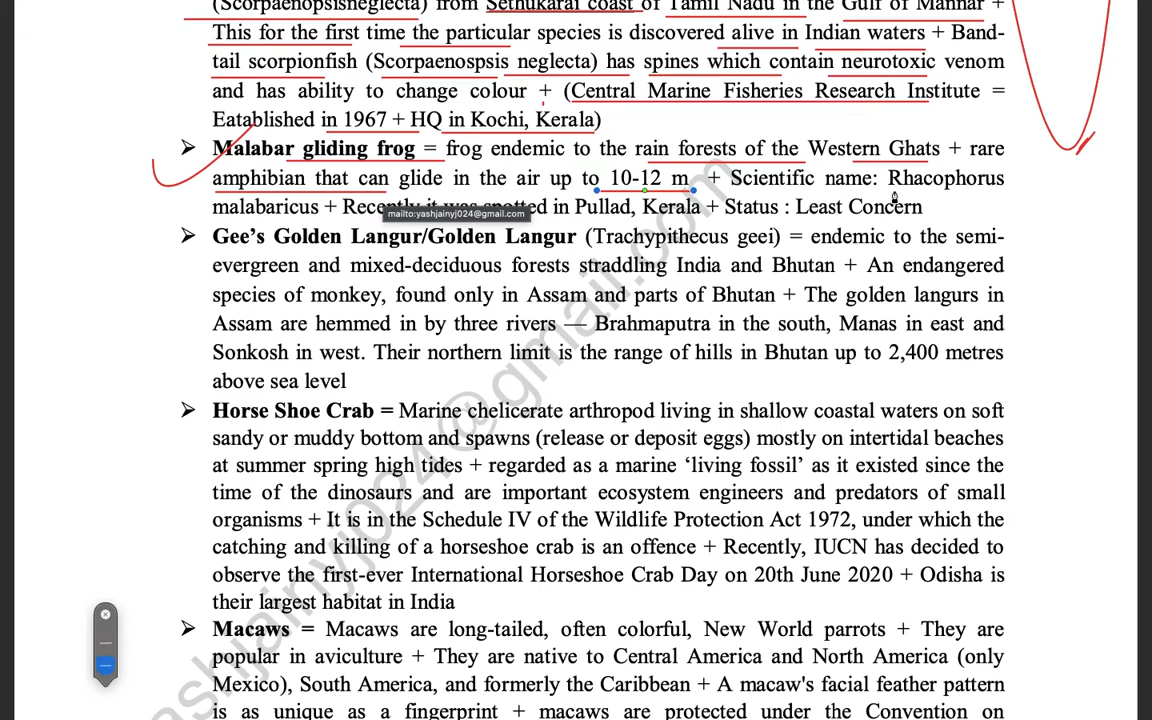 (Scorpaenopsisneglecta) from Sethukarai coast of Tamil Nadu in the Gulf of Mannar +
This for the first time the particular species is discovered alive in Indian waters + Band-
tail scorpionfish (Scorpaenospsis neglecta) has spines which contain neurotoxic venom
and has ability to change colour + (Central Marine Fisheries Research Institute =
Eatablished in 1967 + HQ in Kochi, Kerala)
➤ Malabar gliding frog = frog endemic to the rain forests of the Western Ghats + rare
amphibian that can glide in the air up to 10-12 m + Scientific name: Rhacophorus
malabaricus + Recently it was spotted in Pullad, Kerala + Status : Least Concern
mailto:yashjainyj024@gmail.com
➤ Gee’s Golden Langur/Golden Langur (Trachypithecus geei) = endemic to the semi-
evergreen and mixed-deciduous forests straddling India and Bhutan + An endangered
species of monkey, found only in Assam and parts of Bhutan + The golden langurs in
Assam are hemmed in by three rivers — Brahmaputra in the south, Manas in east and
Sonkosh in west. Their northern limit is the range of hills in Bhutan up to 2,400 metres
above sea level
➤ Horse Shoe Crab = Marine chelicerate arthropod living in shallow coastal waters on soft
sandy or muddy bottom and spawns (release or deposit eggs) mostly on intertidal beaches
at summer spring high tides + regarded as a marine ‘living fossil’ as it existed since the
time of the dinosaurs and are important ecosystem engineers and predators of small
organisms + It is in the Schedule IV of the Wildlife Protection Act 1972, under which the
catching and killing of a horseshoe crab is an offence + Recently, IUCN has decided to
observe the first-ever International Horseshoe Crab Day on 20th June 2020 + Odisha is
their largest habitat in India
➤ Macaws = Macaws are long-tailed, often colorful, New World parrots + They are
popular in aviculture + They are native to Central America and North America (only
Mexico), South America, and formerly the Caribbean + A macaw's facial feather pattern
is as unique as a fingerprint + macaws are protected under the Convention on
shjainyj024@gmail.com